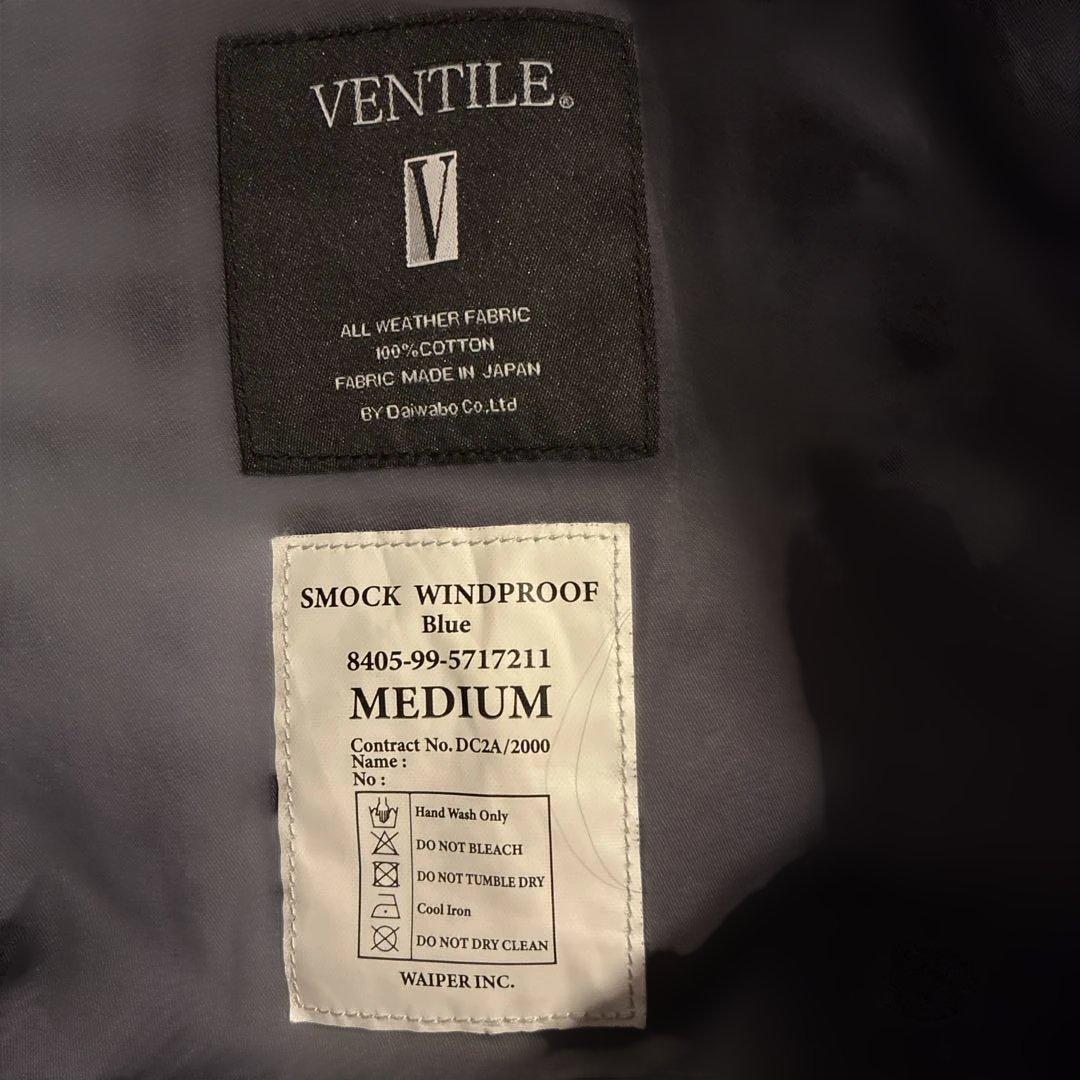 VENTILE®
V
ALL WEATHER FABRIC
100%COTTON
FABRIC MADE IN JAPAN
BY Daiwabo Co.,Ltd
SMOCK WINDPROOF
Blue
8405-99-5717211
MEDIUM
Contract No. DC2A/2000
Name :
No :
Hand Wash Only
DO NOT BLEACH
DO NOT TUMBLE DRY
Cool Iron
DO NOT DRY CLEAN
WAIPER INC.